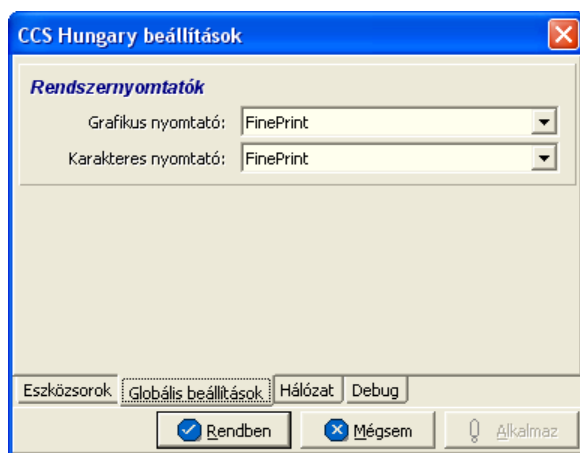 CCS Hungary beállítások
Rendszernyomtatók
Grafikus nyomtató: FinePrint
Karakteres nyomtató: FinePrint
Eszközsorok Globális beállítások Hálózat Debug
Rendben Mégsem Alkalmaz